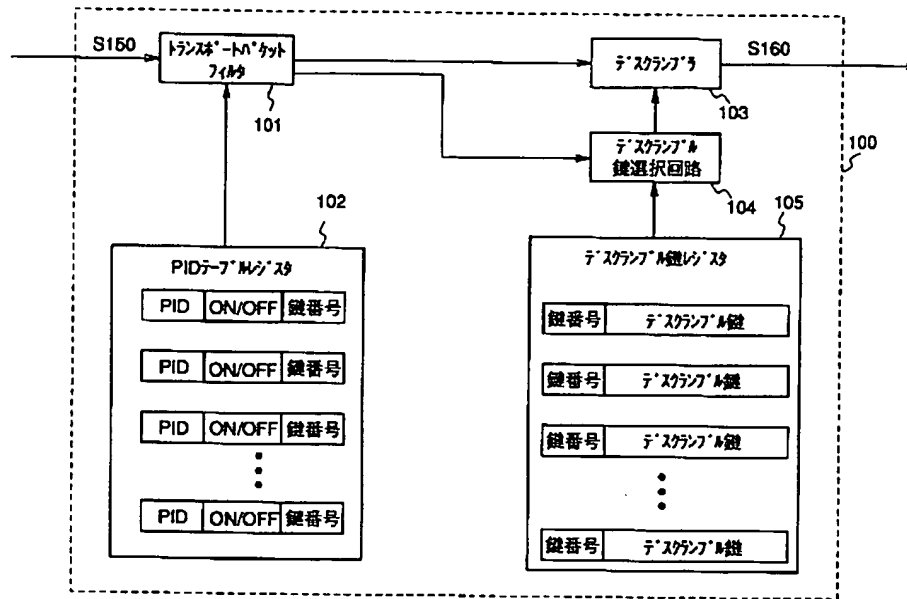 S150
トランスポートパケット
フィルタ
101
デスクランブラ
S160
103
デスクランブル
鍵選択回路
104
100
102
PIDテーブルレジスタ
PID ON/OFF 鍵番号
PID ON/OFF 鍵番号
PID ON/OFF 鍵番号
PID ON/OFF 鍵番号
105
デスクランブル鍵レジスタ
鍵番号 デスクランブル鍵
鍵番号 デスクランブル鍵
鍵番号 デスクランブル鍵
鍵番号 デスクランブル鍵